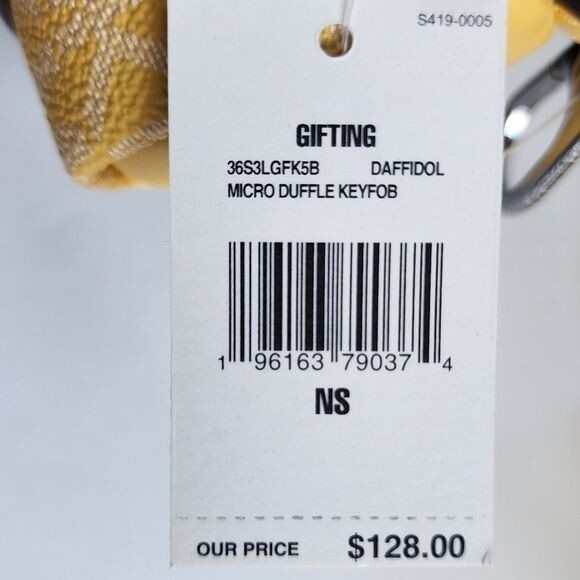 S419-0005
GIFTING
36S3LGFK5B DAFFIDOL
MICRO DUFFLE KEYFOB
1 96163 79037 4
NS
OUR PRICE $128.00